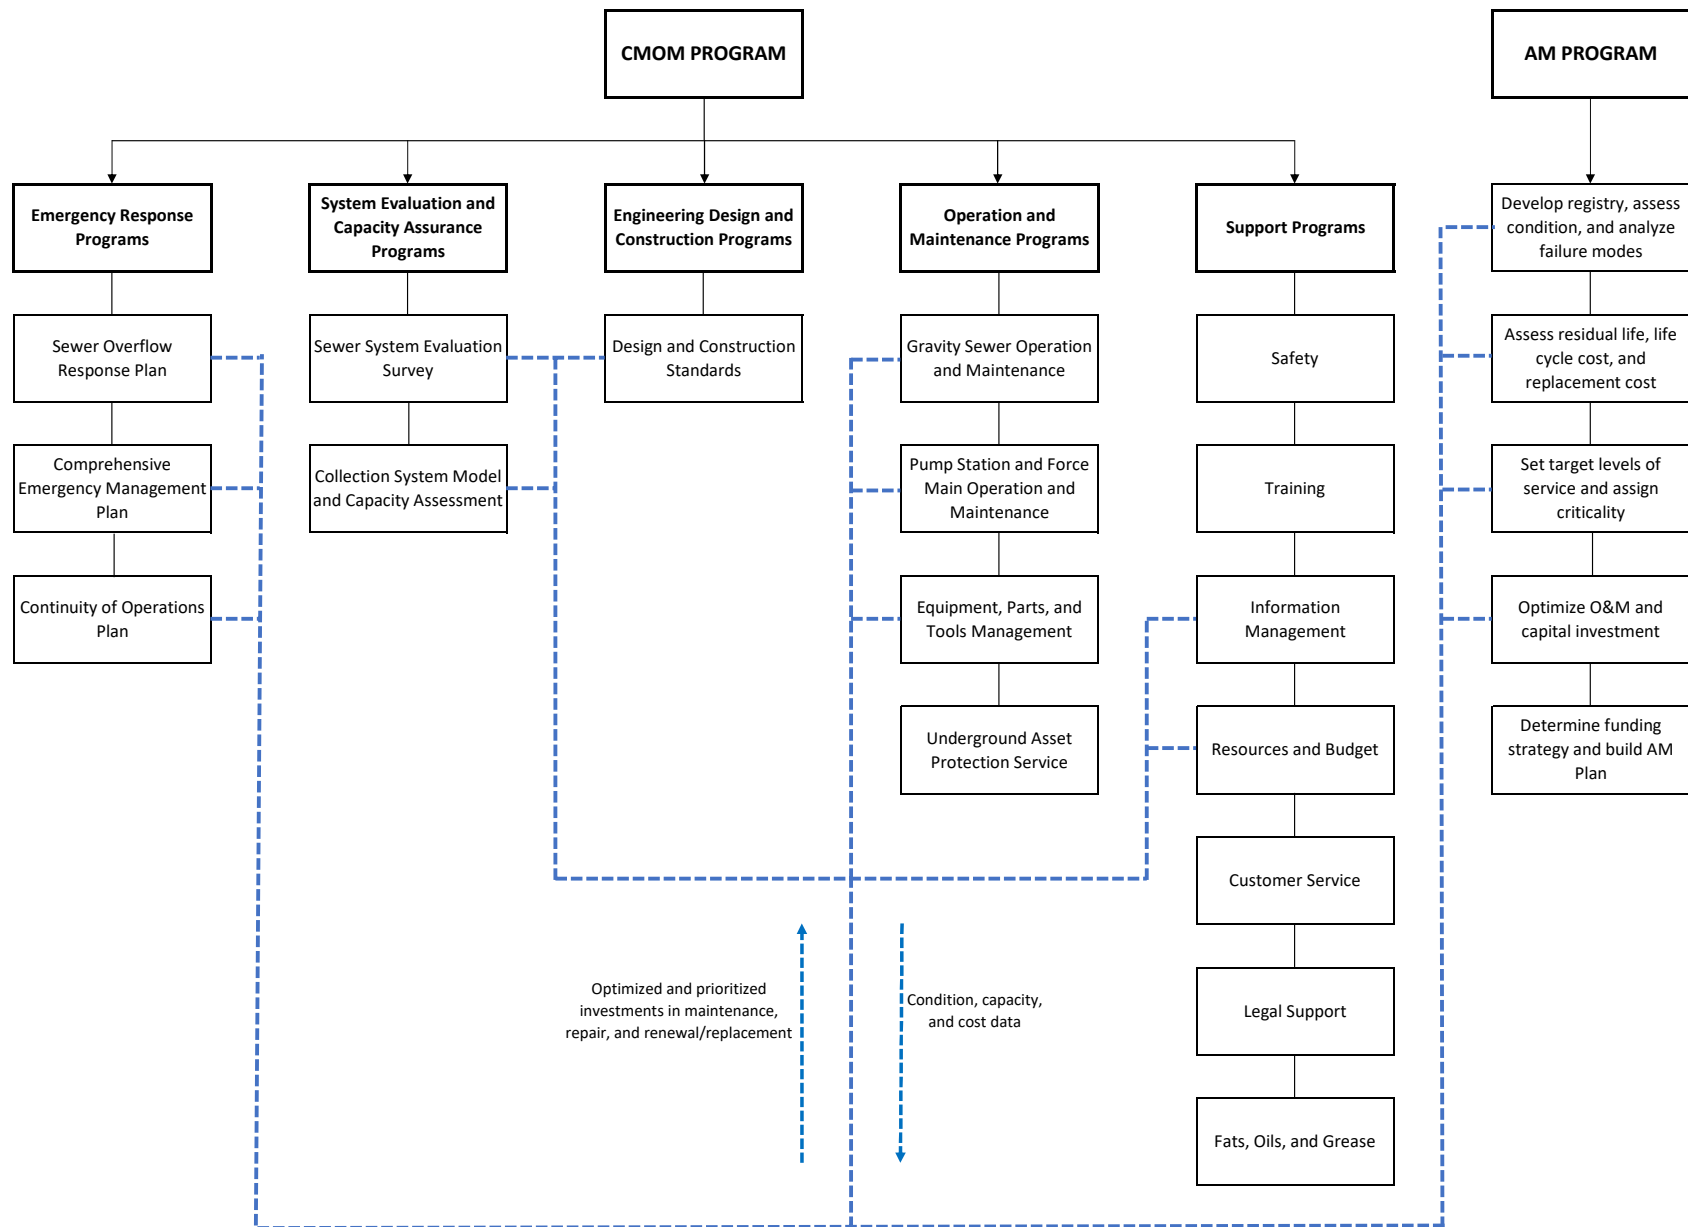 CMOM PROGRAM
AM PROGRAM
Emergency Response
Programs
System Evaluation and
Capacity Assurance
Programs
Engineering Design and
Construction Programs
Operation and
Maintenance Programs
Support Programs
Develop registry, assess
condition, and analyze
failure modes
Sewer Overflow
Response Plan
Sewer System Evaluation
Survey
Design and Construction
Standards
Gravity Sewer Operation
and Maintenance
Safety
Assess residual life, life
cycle cost, and
replacement cost
Comprehensive
Emergency Management
Plan
Collection System Model
and Capacity Assessment
Pump Station and Force
Main Operation and
Maintenance
Training
Set target levels of
service and assign
criticality
Continuity of Operations
Plan
Equipment, Parts, and
Tools Management
Information
Management
Optimize O&M and
capital investment
Underground Asset
Protection Service
Resources and Budget
Determine funding
strategy and build AM
Plan
Customer Service
Optimized and prioritized
investments in maintenance,
repair, and renewal/replacement
Condition, capacity,
and cost data
Legal Support
Fats, Oils, and Grease